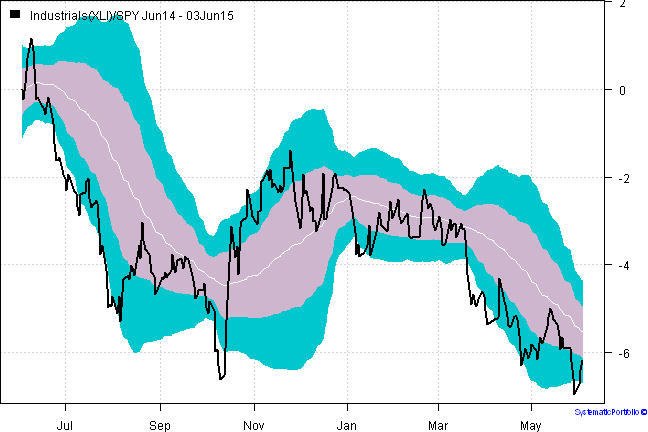 Industrials(XLI)/SPY Jun14 - 03Jun15
2
0
-2
-4
-6
Jul Sep Nov Jan Mar May
SystematicPortfolio ©